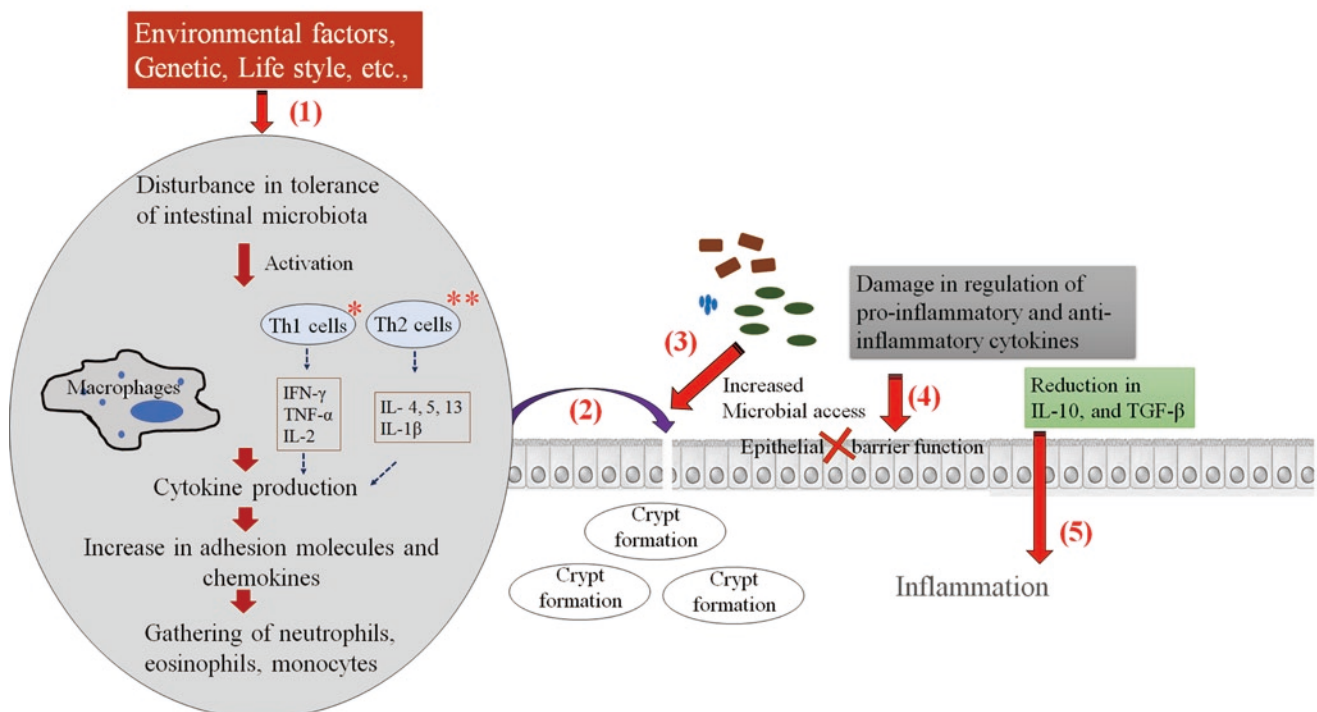 Environmental factors,
Genetic, Life style, etc.,
(1)
Disturbance in tolerance
of intestinal microbiota
Activation
Th1 cells *
Th2 cells **
Macrophages
IFN-γ
TNF-α
IL-2
IL- 4, 5, 13
IL-1β
Cytokine production
Increase in adhesion molecules and
chemokines
Gathering of neutrophils,
eosinophils, monocytes
(2)
(3)
Increased
Microbial access
Damage in regulation of
pro-inflammatory and anti-
inflammatory cytokines
(4)
Epithelial barrier function
Reduction in
IL-10, and TGF-β
(5)
Inflammation
Crypt
formation
Crypt
formation
Crypt
formation